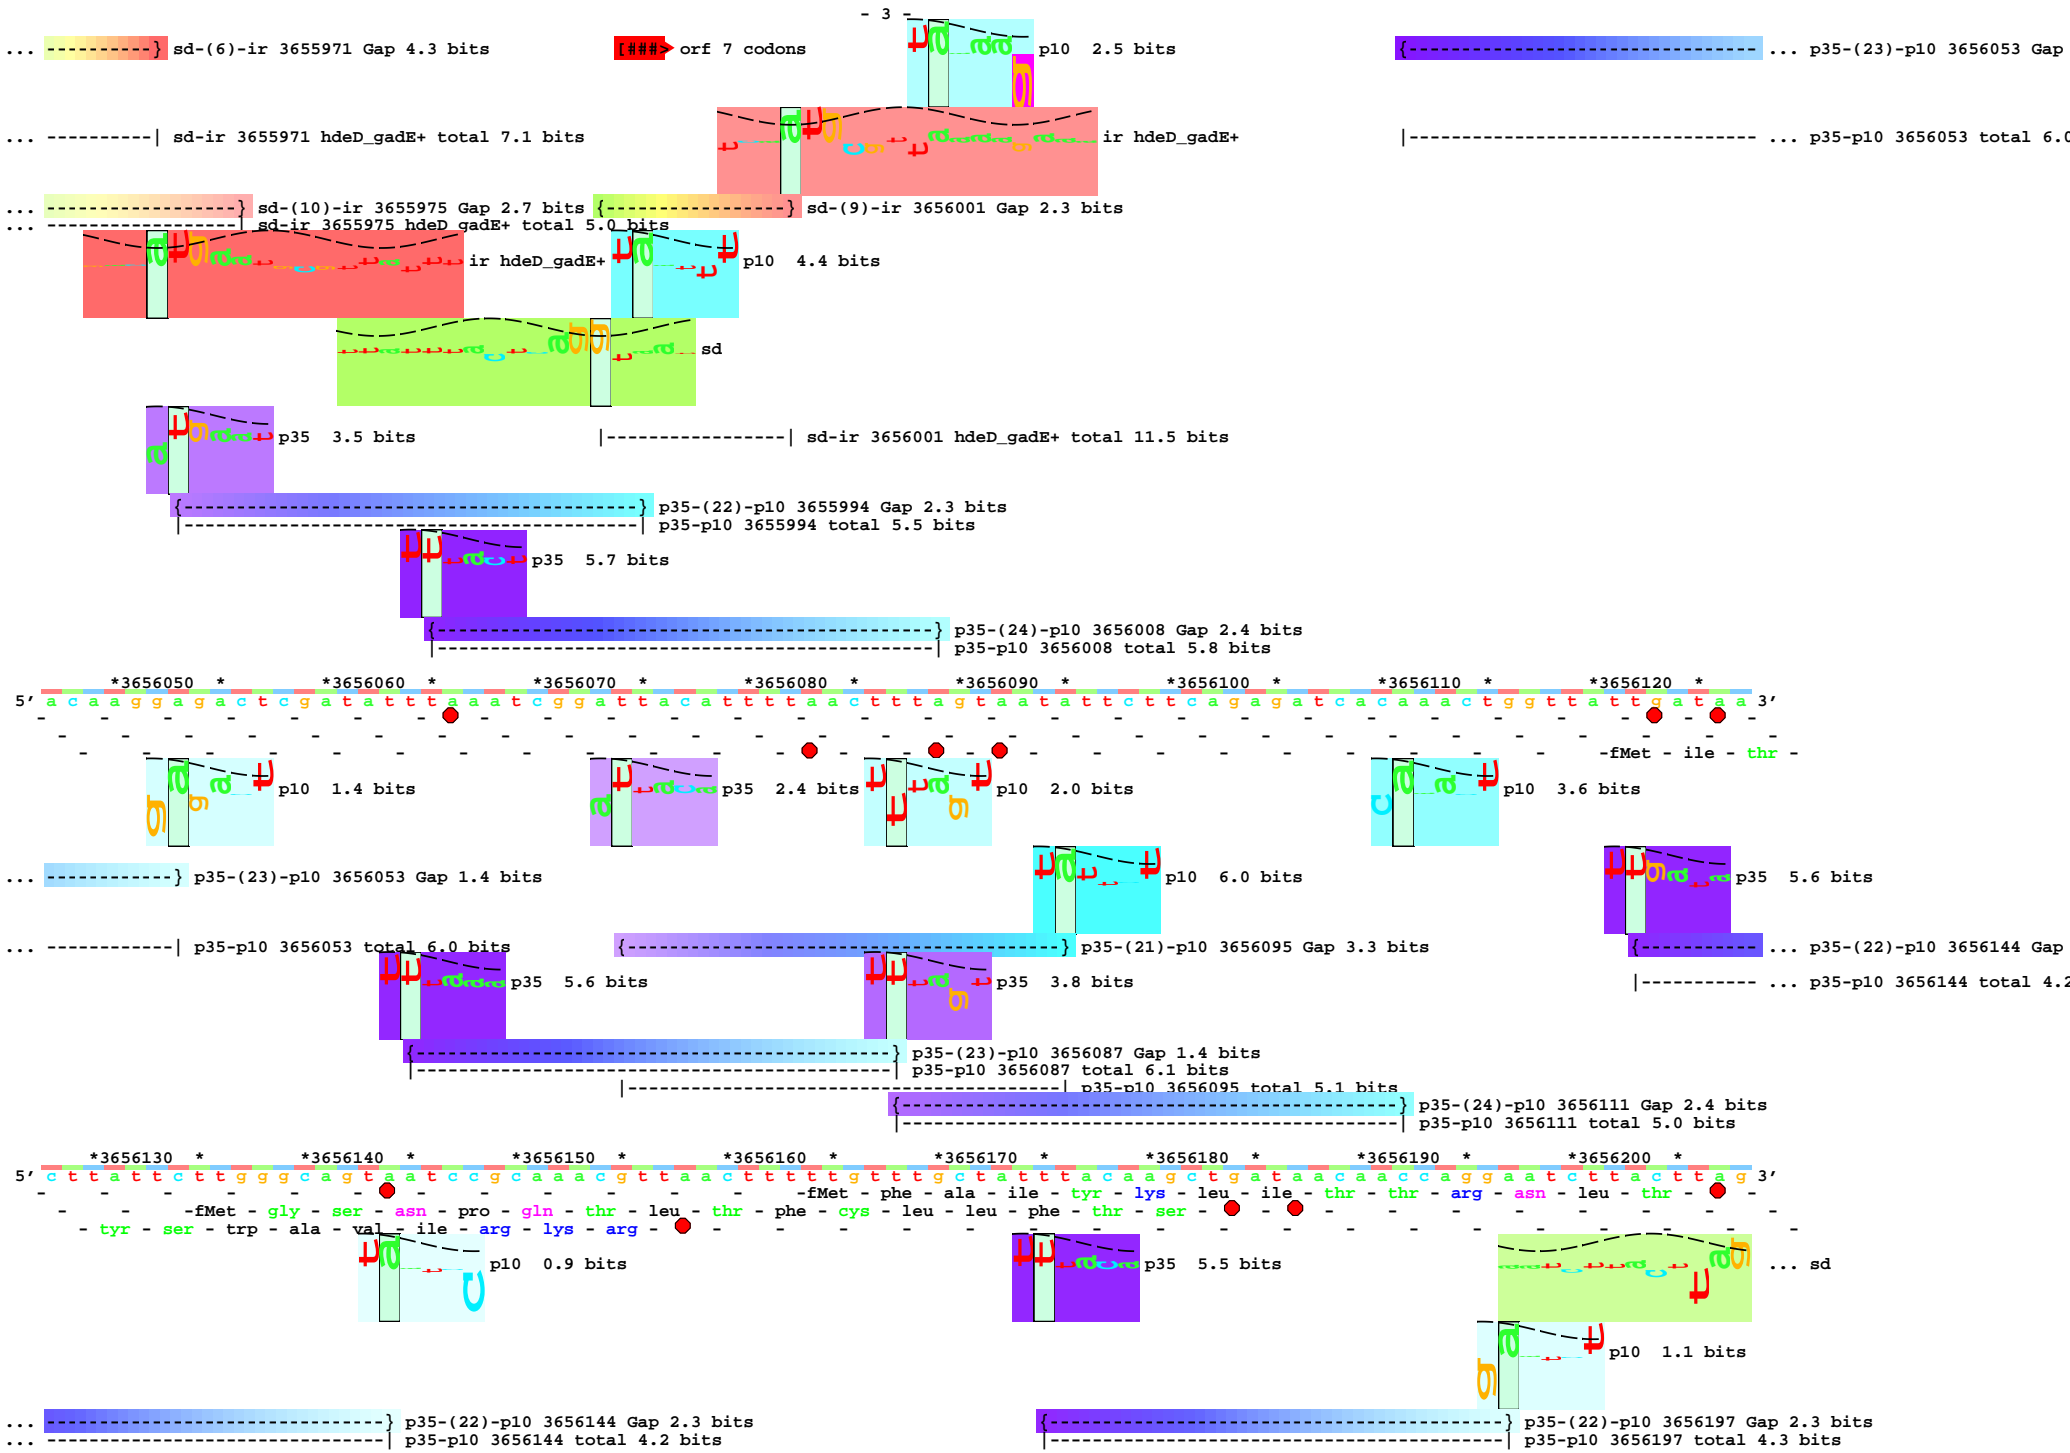 - 3 -
... ----------} sd-(6)-ir 3655971 Gap 4.3 bits
[###> orf 7 codons
p10 2.5 bits
{--------------------------------- ... p35-(23)-p10 3656053 Gap
... ----------| sd-ir 3655971 hdeD_gadE+ total 7.1 bits
ir hdeD_gadE+
|--------------------------------- ... p35-p10 3656053 total 6.0
... ------------------} sd-(10)-ir 3655975 Gap 2.7 bits
{-----------------} sd-(9)-ir 3656001 Gap 2.3 bits
... ------------------| sd-ir 3655975 hdeD_gadE+ total 5.0 bits
ir hdeD_gadE+
p10 4.4 bits
sd
p35 3.5 bits
|-----------------| sd-ir 3656001 hdeD_gadE+ total 11.5 bits
{-------------------------------------------} p35-(22)-p10 3655994 Gap 2.3 bits
|-------------------------------------------| p35-p10 3655994 total 5.5 bits
p35 5.7 bits
{-----------------------------------------------} p35-(24)-p10 3656008 Gap 2.4 bits
|-----------------------------------------------| p35-p10 3656008 total 5.8 bits
*3656050 * *3656060 * *3656070 * *3656080 * *3656090 * *3656100 * *3656110 * *3656120 *
5' a c a a g g a g a c t c g a t a t t t a a a t c g g a t t a c a t t t t a a c t t t a g t a a t a t t c t t c a g a g a t c a c a a a c t g g t t a t t g a t a a 3'
-fMet - ile - thr -
p10 1.4 bits
p35 2.4 bits
p10 2.0 bits
p10 3.6 bits
... ------------} p35-(23)-p10 3656053 Gap 1.4 bits
p10 6.0 bits
p35 5.6 bits
... ------------| p35-p10 3656053 total 6.0 bits
{-----------------------------------------} p35-(21)-p10 3656095 Gap 3.3 bits
{----------- ... p35-(22)-p10 3656144 Gap
p35 5.6 bits
p35 3.8 bits
|----------- ... p35-p10 3656144 total 4.2
{---------------------------------------------} p35-(23)-p10 3656087 Gap 1.4 bits
|---------------------------------------------| p35-p10 3656087 total 6.1 bits
|-----------------------------------------| p35-p10 3656095 total 5.1 bits
{-----------------------------------------------} p35-(24)-p10 3656111 Gap 2.4 bits
|-----------------------------------------------| p35-p10 3656111 total 5.0 bits
*3656130 * *3656140 * *3656150 * *3656160 * *3656170 * *3656180 * *3656190 * *3656200 *
5' c t t a t t c t t g g g c a g t a a t c c g c a a a c g t t a a c t t t t t g t t t g c t a t t t a c a a g c t g a t a a c a a c c a g g a a t c t t a c t t a g 3'
-fMet - phe - ala - ile - tyr - lys - leu - ile - thr - thr - arg - asn - leu - thr -
-fMet - gly - ser - asn - pro - gln - thr - leu - thr - phe - cys - leu - leu - phe - thr - ser -
- tyr - ser - trp - ala - val - ile - arg - lys - arg -
p10 0.9 bits
p35 5.5 bits
... sd
p10 1.1 bits
... --------------------------------} p35-(22)-p10 3656144 Gap 2.3 bits
{-------------------------------------------} p35-(22)-p10 3656197 Gap 2.3 bits
... --------------------------------| p35-p10 3656144 total 4.2 bits
|-------------------------------------------| p35-p10 3656197 total 4.3 bits